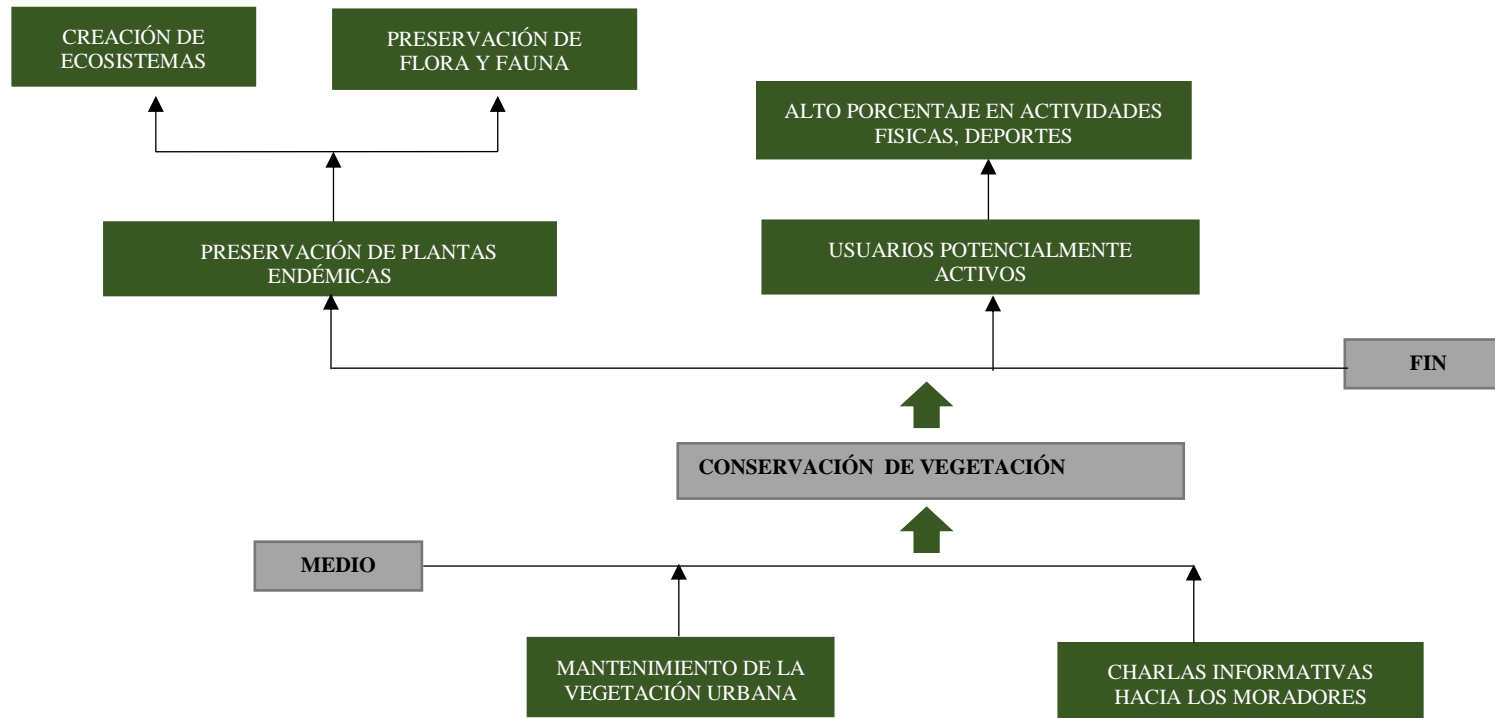 CREACIÓN DE
ECOSISTEMAS
PRESERVACIÓN DE
FLORA Y FAUNA
ALTO PORCENTAJE EN ACTIVIDADES
FISICAS, DEPORTES
PRESERVACIÓN DE PLANTAS
ENDÉMICAS
USUARIOS POTENCIALMENTE
ACTIVOS
FIN
CONSERVACIÓN DE VEGETACIÓN
MEDIO
MANTENIMIENTO DE LA
VEGETACIÓN URBANA
CHARLAS INFORMATIVAS
HACIA LOS MORADORES